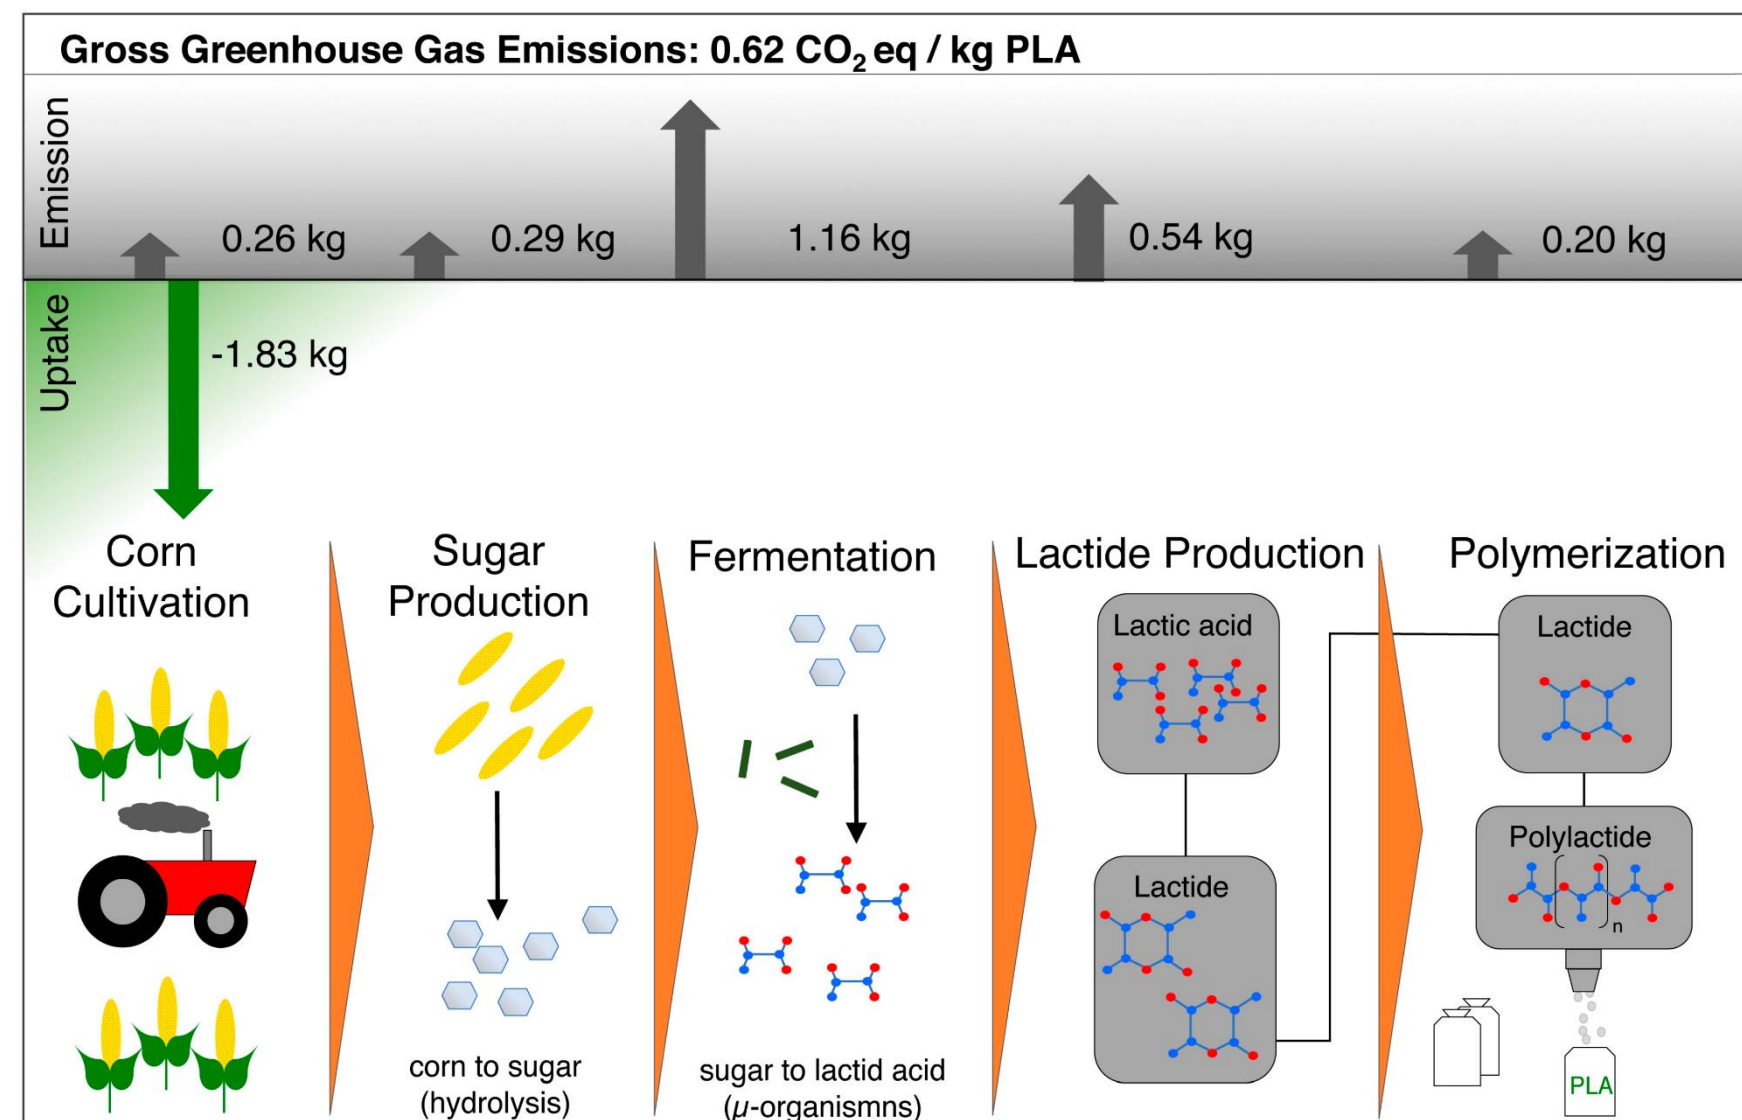 Gross Greenhouse Gas Emissions: 0.62 CO₂ eq / kg PLA
Emission
0.26 kg
0.29 kg
1.16 kg
0.54 kg
0.20 kg
Uptake
-1.83 kg
Corn
Cultivation
Sugar
Production
corn to sugar
(hydrolysis)
Fermentation
sugar to lactid acid
(μ-organismns)
Lactide Production
Lactic acid
Lactide
Polymerization
Lactide
Polylactide
n
PLA